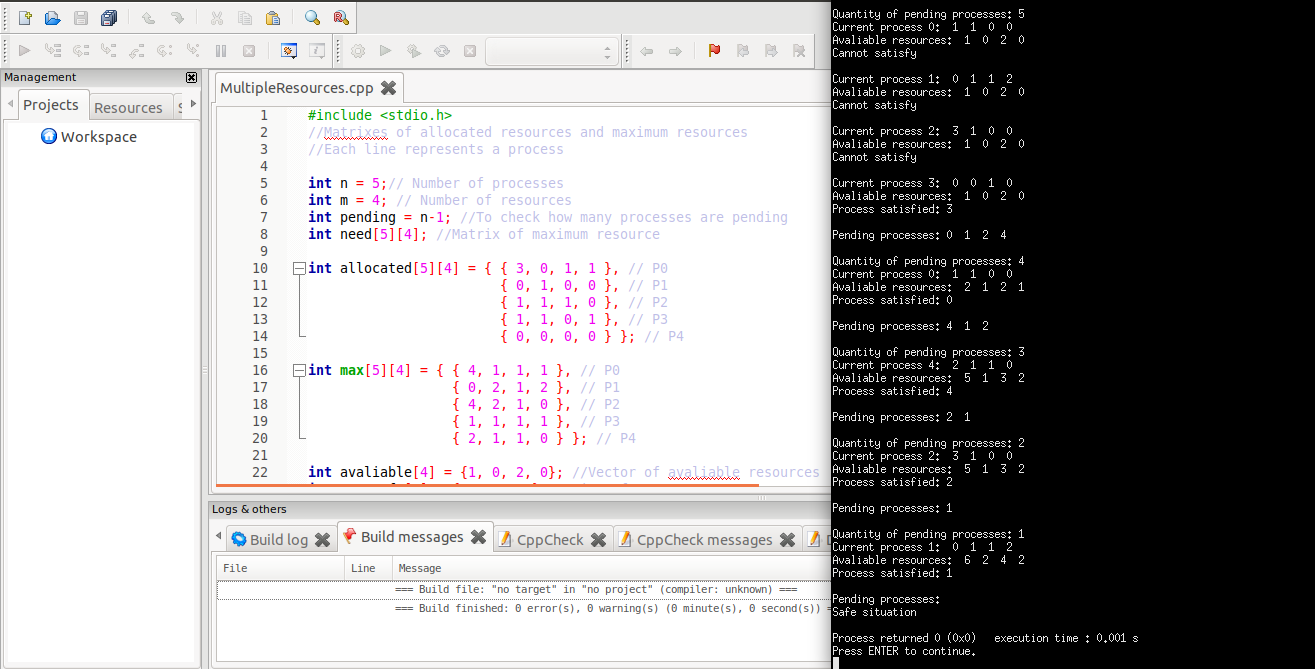 Management
Projects
Resources
Workspace
MultipleResources.cpp
1 #include <stdio.h>
2 //Matrixes of allocated resources and maximum resources
3 //Each line represents a process
4
5 int n = 5;// Number of processes
6 int m = 4; // Number of resources
7 int pending = n-1; //To check how many processes are pending
8 int need[5][4]; //Matrix of maximum resource
9
10 int allocated[5][4] = { { 3, 0, 1, 1 }, // P0
11 { 0, 1, 0, 0 }, // P1
12 { 1, 1, 1, 0 }, // P2
13 { 1, 1, 0, 1 }, // P3
14 { 0, 0, 0, 0 } }; // P4
15
16 int max[5][4] = { { 4, 1, 1, 1 }, // P0
17 { 0, 2, 1, 2 }, // P1
18 { 4, 2, 1, 0 }, // P2
19 { 1, 1, 1, 1 }, // P3
20 { 2, 1, 1, 0 } }; // P4
21
22 int avaliable[4] = {1, 0, 2, 0}; //Vector of avaliable resources
Logs & others
Build log
Build messages
CppCheck
CppCheck messages
File Line Message
=== Build file: "no target" in "no project" (compiler: unknown) ===
=== Build finished: 0 error(s), 0 warning(s) (0 minute(s), 0 second(s)) =
Quantity of pending processes: 5
Current process 0: 1 1 0 0
Avaliable resources: 1 0 2 0
Cannot satisfy
Current process 1: 0 1 1 2
Avaliable resources: 1 0 2 0
Cannot satisfy
Current process 2: 3 1 0 0
Avaliable resources: 1 0 2 0
Cannot satisfy
Current process 3: 0 0 1 0
Avaliable resources: 1 0 2 0
Process satisfied: 3
Pending processes: 0 1 2 4
Quantity of pending processes: 4
Current process 0: 1 1 0 0
Avaliable resources: 2 1 2 1
Process satisfied: 0
Pending processes: 4 1 2
Quantity of pending processes: 3
Current process 4: 2 1 1 0
Avaliable resources: 5 1 3 2
Process satisfied: 4
Pending processes: 2 1
Quantity of pending processes: 2
Current process 2: 3 1 0 0
Avaliable resources: 5 1 3 2
Process satisfied: 2
Pending processes: 1
Quantity of pending processes: 1
Current process 1: 0 1 1 2
Avaliable resources: 6 2 4 2
Process satisfied: 1
Pending processes:
Safe situation
Process returned 0 (0x0) execution time : 0.001 s
Press ENTER to continue.